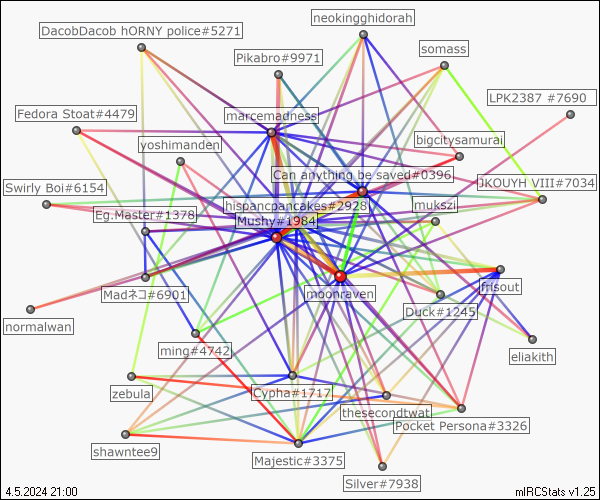 neokingghidorah
DacobDacob hORNY police#5271
somass
Pikabro#9971
LPK2387 #7690
Fedora Stoat#4479
marcemadness
bigcitysamurai
yoshimanden
Can anything be saved#0396
JKOUYH VIII#7034
Swirly Boi#6154
hispancpancakes#2928
mukszi
Eg.Master#1378
Mushy#1984
frisout
Madネコ#6901
moonraven
Duck#1245
normalwan
ming#4742
eliakith
zebula
Cypha#1717
thesecondtwat
Pocket Persona#3326
shawntee9
Majestic#3375
Silver#7938
4.5.2024 21:00
mIRCStats v1.25